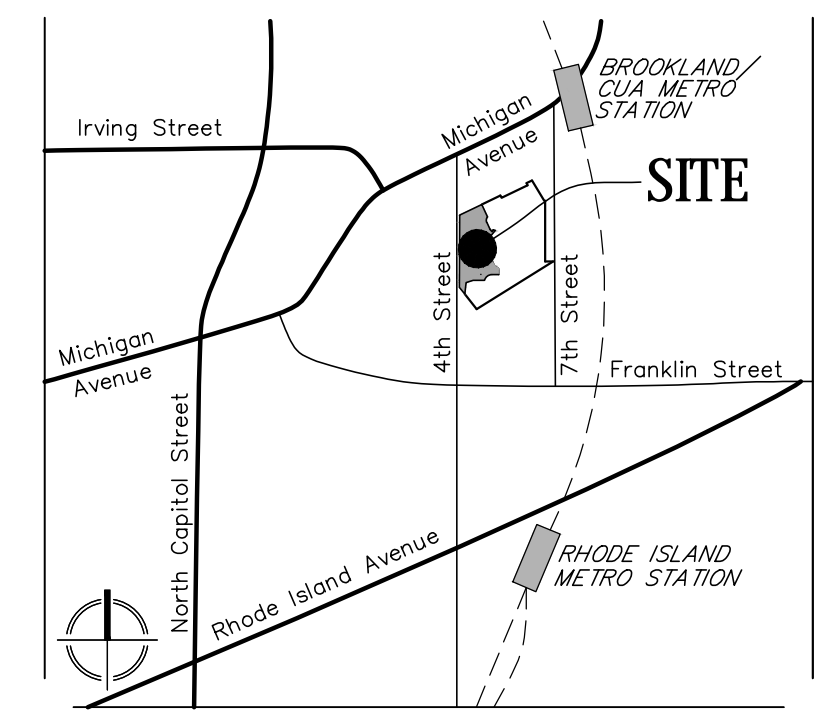 BROOKLAND/
CUA METRO
STATION
Irving Street
Michigan
Avenue
SITE
4th Street
7th Street
Michigan
Avenue
Franklin Street
North Capitol Street
Rhode Island Avenue
RHODE ISLAND
METRO STATION